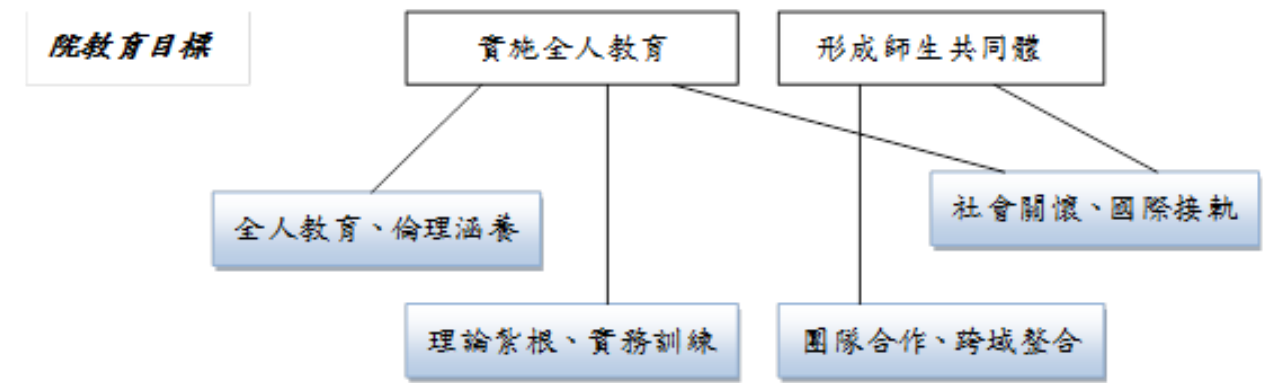 院教育目標
實施全人教育
形成師生共同體
全人教育、倫理涵養
社會關懷、國際接軌
理論紮根、實務訓練
團隊合作、跨域整合